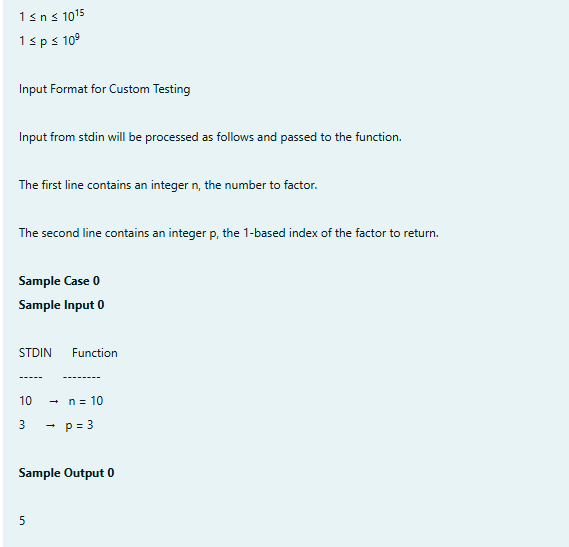 1 ≤ n ≤ 10¹⁵
1 ≤ p ≤ 10⁹
Input Format for Custom Testing
Input from stdin will be processed as follows and passed to the function.
The first line contains an integer n, the number to factor.
The second line contains an integer p, the 1-based index of the factor to return.
Sample Case 0
Sample Input 0
STDIN Function
----- --------
10 → n = 10
3 → p = 3
Sample Output 0
5